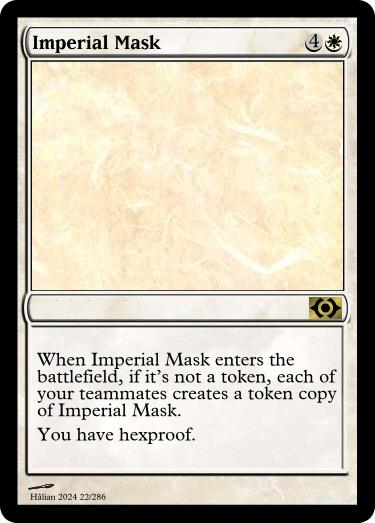 Imperial Mask 4
When Imperial Mask enters the
battlefield, if it's not a token, each of
your teammates creates a token copy
of Imperial Mask.
You have hexproof.
Hålian 2024 22/286